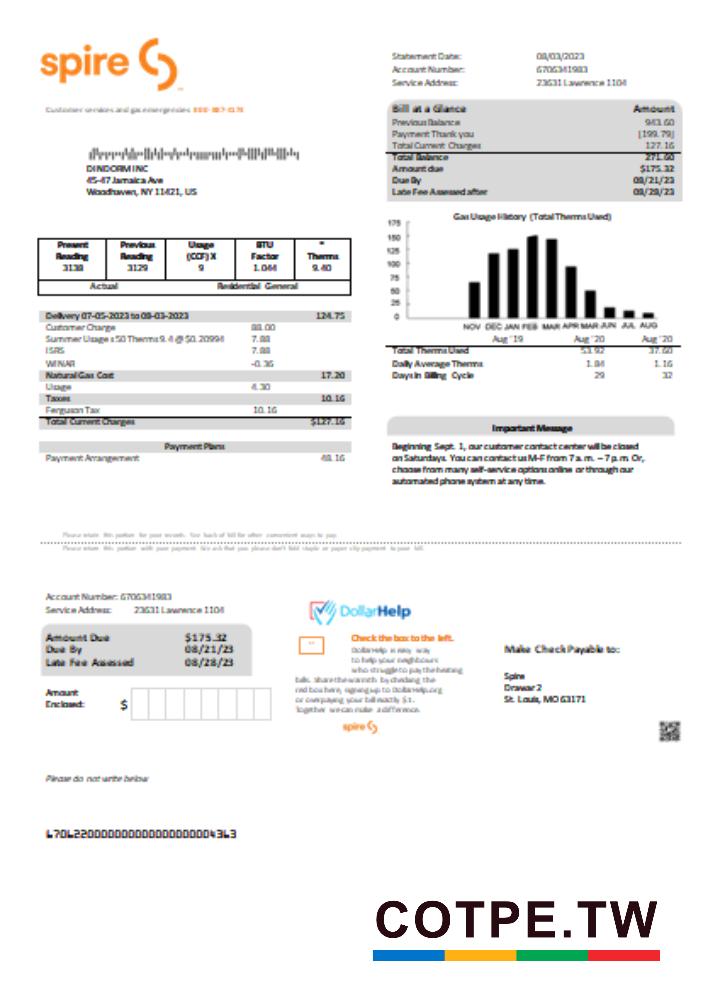 spire
Statement Date: 08/03/2023
Account Number: 6706341983
Service Address: 23631 Lawrence 1104
Customer services and gas emergencies
Bill at a Glance Amount
Previous Balance 943.60
Payment Thank you [199.79]
Total Current Charges 127.16
Total Balance 271.60
Amount due $175.32
Due By 08/21/23
Late Fee Assessed after 08/28/23
DINDORM INC
45-47 Jamaica Ave
Woodhaven, NY 11421, US
Gas Usage History (Total Therms Used)
175
150
125
100
75
50
25
0
NOV DEC JAN FEB MAR APR MAR JUN JUL AUG
Aug '19 Aug '20 Aug '20
Total Therms Used 53.92 37.60
Daily Average Therms 1.84 1.16
Days in Billing Cycle 29 32
Present Reading Previous Reading Usage (CCF) X BTU Factor = Therms
3138 3129 9 1.044 9.40
Actual Residential General
Delivery 07-05-2023 to 08-03-2023 124.75
Customer Charge 88.00
Summer Usage 50 Therms 9.4 @ $0.20994 7.88
ISRS 7.88
WINAR -0.36
Natural Gas Cost 17.20
Usage 4.30
Taxes 10.16
Ferguson Tax 10.16
Total Current Charges $127.16
Payment Plans
Payment Arrangement 48.16
Important Message
Beginning Sept. 1, our customer contact center will be closed
on Saturdays. You can contact us M-F from 7 a.m. – 7 p.m. Or,
choose from many self-service options online or through our
automated phone system at any time.
Please retain this portion for your records. See back of bill for other convenient ways to pay.
Please return this portion with your payment. We ask that you please don't fold staple or paper clip payment to your bill.
Account Number: 6706341983
Service Address: 23631 Lawrence 1104
Amount Due $175.32
Due By 08/21/23
Late Fee Assessed 08/28/23
Amount
Enclosed: $
DollarHelp
Check the box to the left.
DollarHelp is easy way
to help your neighbours
who struggle to pay the heating
bills. Share the warmth by checking the
red box here, signing up to DollarHelp.org
or overpaying your bill exactly $1.
Together we can make a difference.
spire
Make Check Payable to:
Spire
Drawer 2
St. Louis, MO 63171
Please do not write below
COTPE.TW